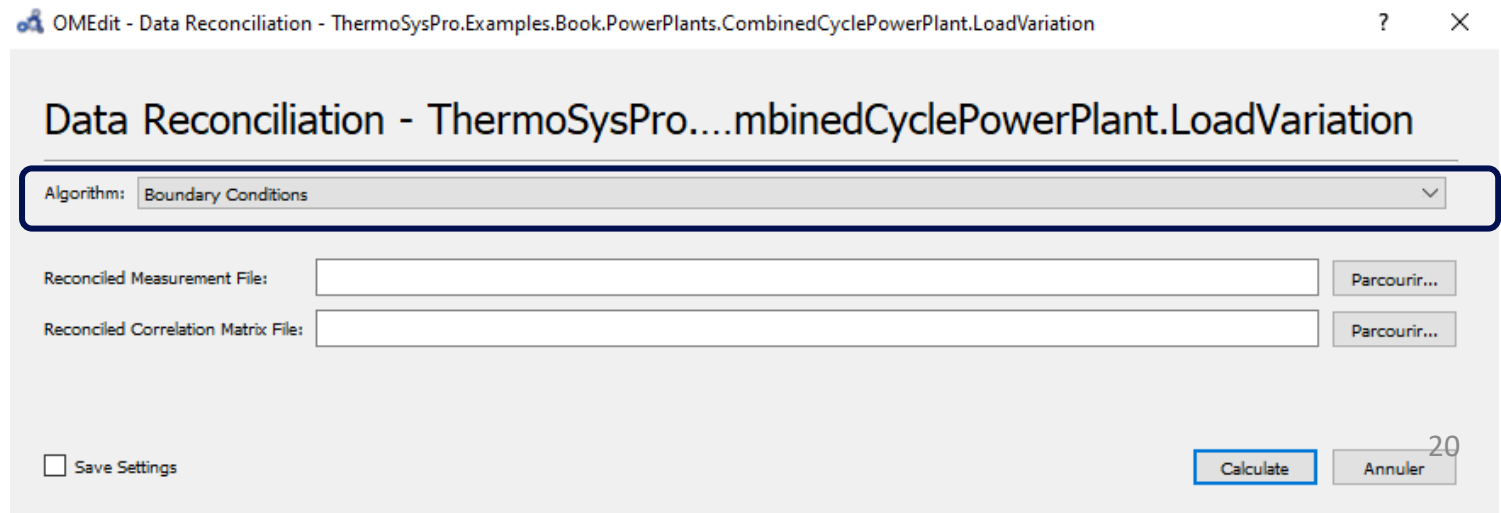 OMEdit - Data Reconciliation - ThermoSysPro.Examples.Book.PowerPlants.CombinedCyclePowerPlant.LoadVariation ?
Data Reconciliation - ThermoSysPro....mbinedCyclePowerPlant.LoadVariation
Algorithm: Boundary Conditions
Reconciled Measurement File: Parcourir...
Reconciled Correlation Matrix File: Parcourir...
20
Save Settings Calculate Annuler